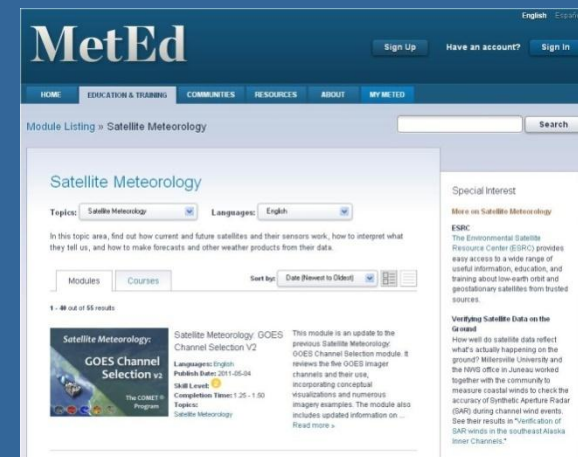 English Español
MetEd
Sign Up Have an account? Sign In
HOME EDUCATION & TRAINING COMMUNITIES RESOURCES ABOUT MY METED
Module Listing » Satellite Meteorology
Search
Satellite Meteorology
Topics: Satellite Meteorology Languages: English
In this topic area, find out how current and future satellites and their sensors work, how to interpret what
they tell us, and how to make forecasts and other weather products from their data.
Modules Courses Sort by: Date (Newest to Oldest)
1 - 40 out of 55 results
Satellite Meteorology:
GOES Channel
Selection v2
The COMET®
Program
Satellite Meteorology: GOES
Channel Selection V2
Languages: English
Publish Date: 2011-05-04
Skill Level: 2
Completion Time: 1.25 - 1.50
Topics:
Satellite Meteorology
This module is an update to the
previous Satellite Meteorology:
GOES Channel Selection module. It
reviews the five GOES Imager
channels and their use,
incorporating conceptual
visualizations and numerous
imagery examples. The module also
includes updated information on ...
Read more »
Special Interest
More on Satellite Meteorology
ESRC
The Environmental Satellite
Resource Center (ESRC) provides
easy access to a wide range of
useful information, education, and
training about low-earth orbit and
geostationary satellites from trusted
sources.
Verifying Satellite Data on the
Ground
How well do satellite data reflect
what's actually happening on the
ground? Millersville University and
the NWS office in Juneau worked
together with the community to
measure coastal winds to check the
accuracy of Synthetic Aperture Radar
(SAR) during channel wind events.
See their results in "Verification of
SAR winds in the southeast Alaska
Inner Channels."